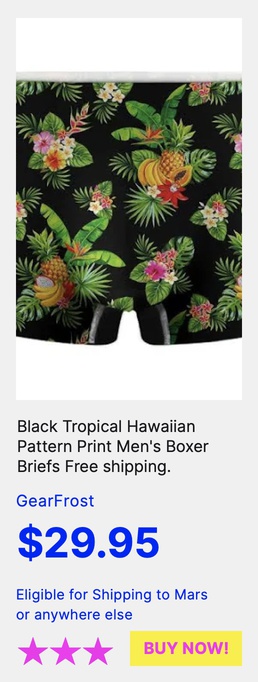 Black Tropical Hawaiian
Pattern Print Men's Boxer
Briefs Free shipping.
GearFrost
$29.95
Eligible for Shipping to Mars
or anywhere else
BUY NOW!